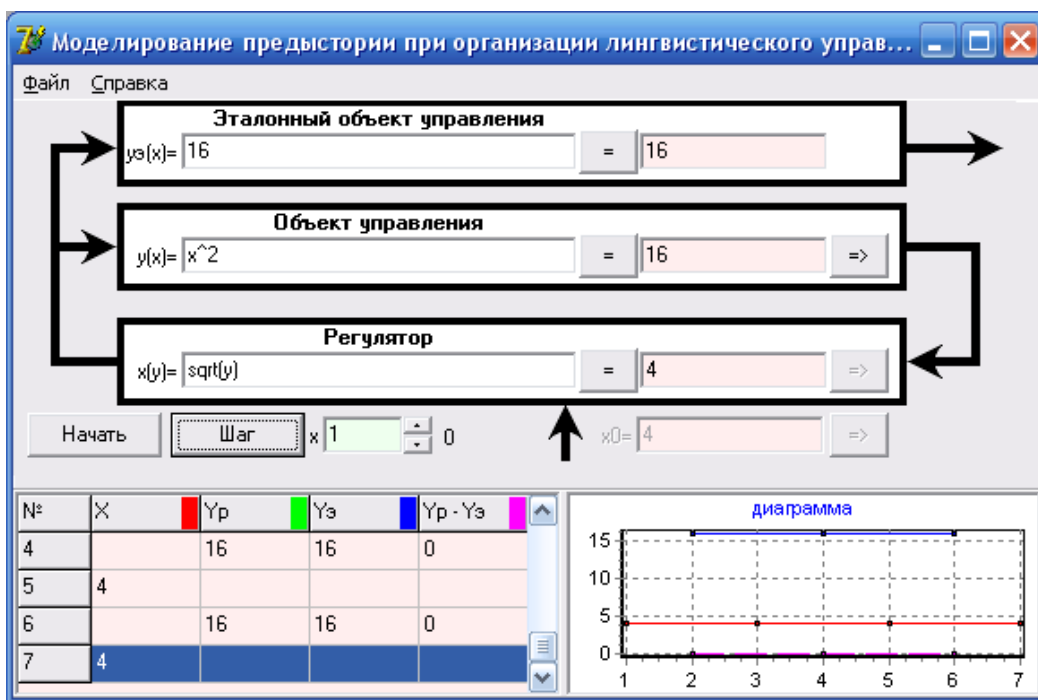 Моделирование предыстории при организации лингвистического управ...
Файл Справка
Эталонный объект управления
yэ(x)= 16 = 16
Объект управления
y(x)= x^2 = 16 =>
Регулятор
x(y)= sqrt(y) = 4 =>
Начать Шаг x 1 0 x0= 4 =>
№ X Yр Yэ Yр - Yэ
4 16 16 0
5 4
6 16 16 0
7 4
диаграмма
15
10
5
0
1 2 3 4 5 6 7